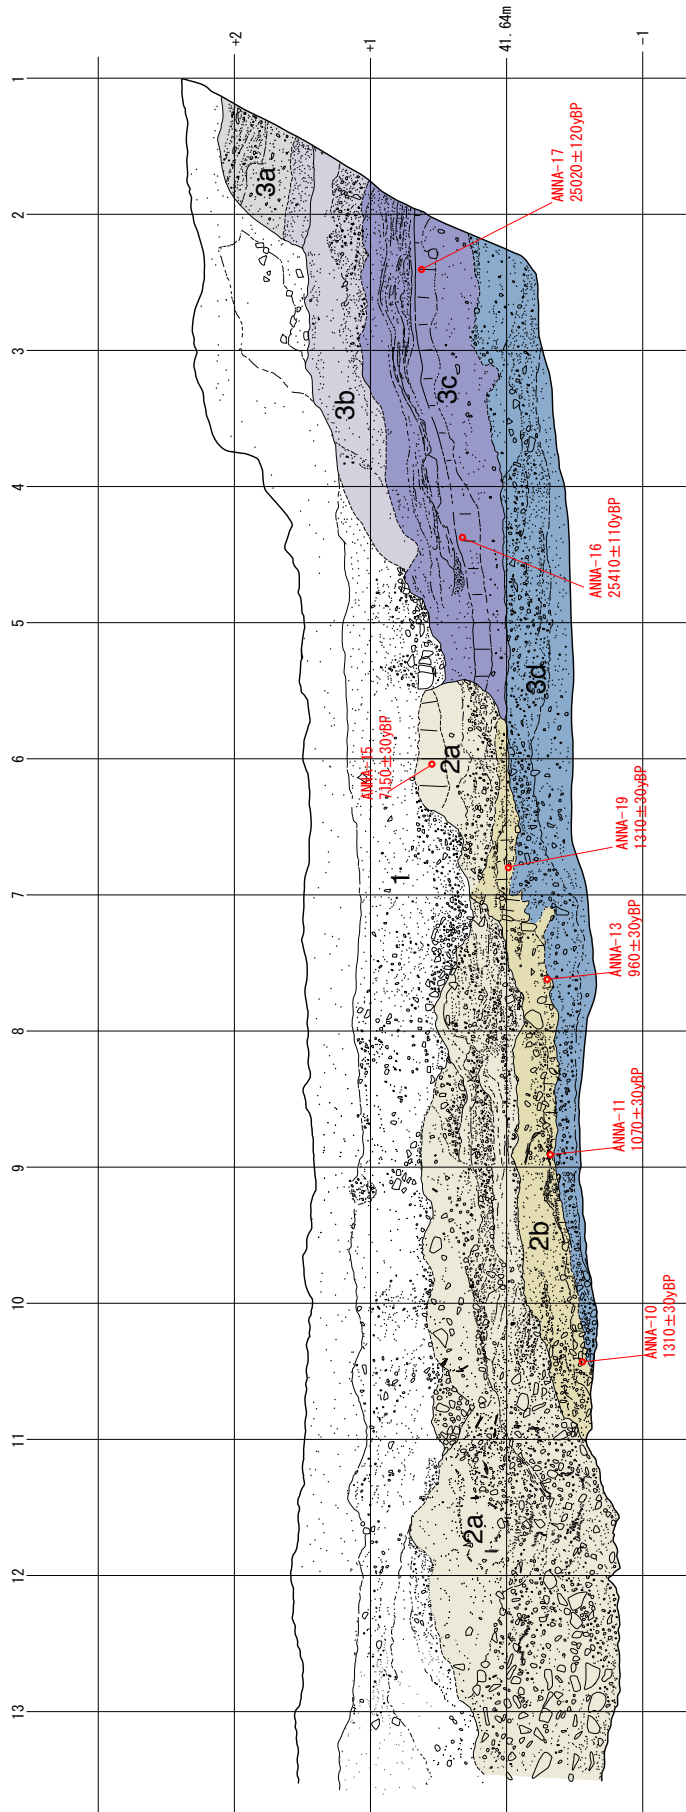 +2
+1
41.64m
-1
1
2
3
4
5
6
7
8
9
10
11
12
13
3a
3b
3c
3d
2a
1
2b
2a
ANNA-17
25020±120yBP
ANNA-16
25410±110yBP
ANNA-15
7150±30yBP
ANNA-19
1310±30yBP
ANNA-13
960±30yBP
ANNA-11
1070±30yBP
ANNA-10
1310±30yBP